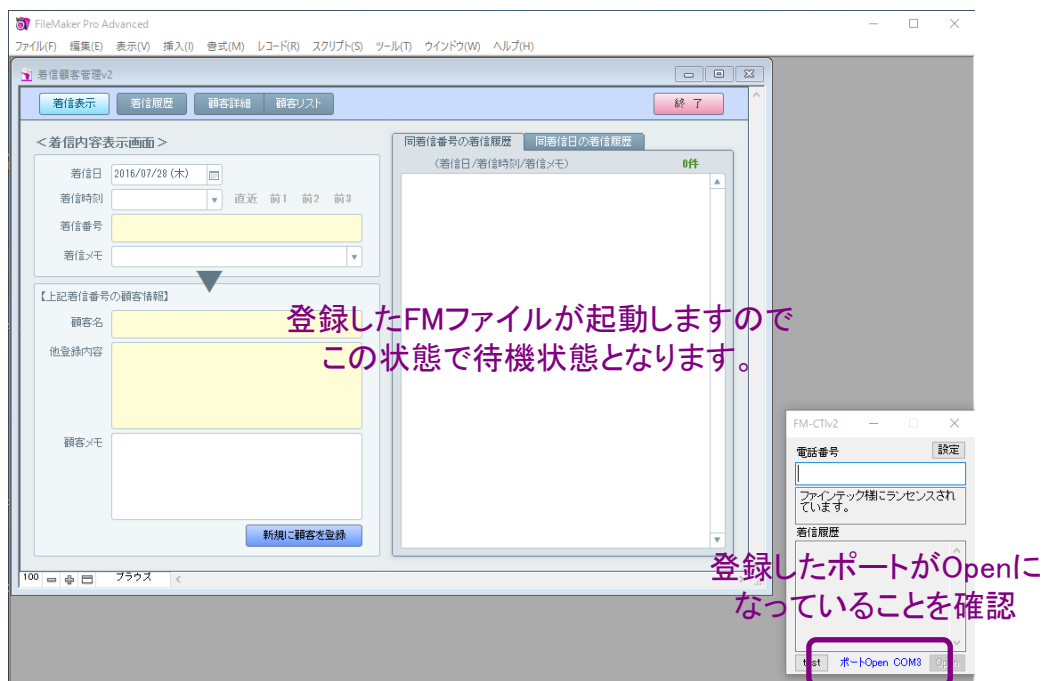 FileMaker Pro Advanced
ファイル(F) 編集(E) 表示(V) 挿入(I) 書式(M) レコード(R) スクリプト(S) ツール(T) ウインドウ(W) ヘルプ(H)
着信顧客管理v2
着信表示 着信履歴 顧客詳細 顧客リスト 終 了
＜着信内容表示画面＞
着信日 2016/07/28 (木)
着信時刻 直近 前1 前2 前3
着信番号
着信メモ
【上記着信番号の顧客情報】
顧客名
他登録内容
顧客メモ
新規に顧客を登録
同着信番号の着信履歴 同着信日の着信履歴
〈着信日/着信時刻/着信メモ〉 0件
登録したFMファイルが起動しますので
この状態で待機状態となります。
100 ブラウズ
FM-CTIv2
電話番号 設定
ファインテック様にランセンスされ
ています。
着信履歴
登録したポートがOpenに
なっていることを確認
ポートOpen COM3